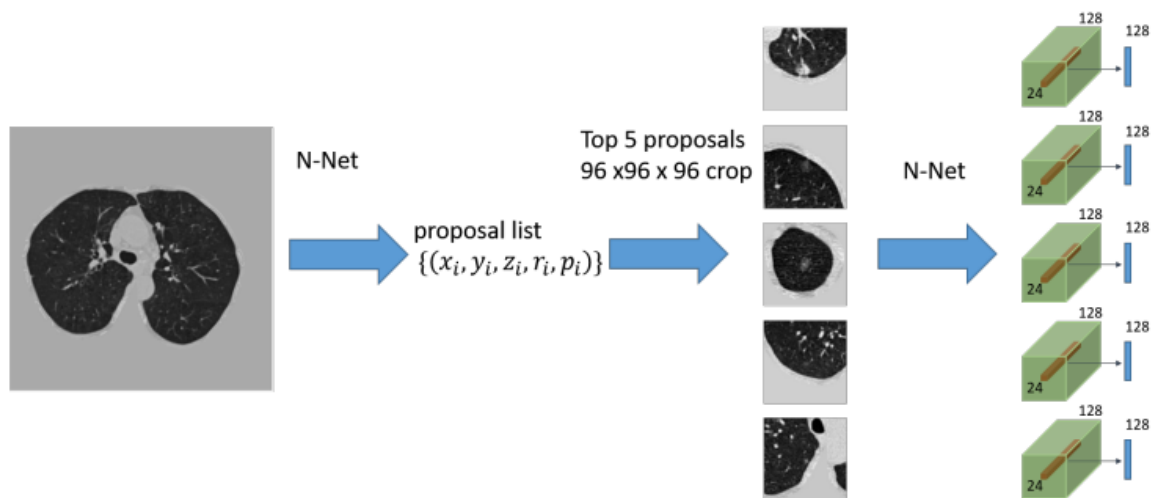 N-Net
proposal list
{(x_i, y_i, z_i, r_i, p_i)}
Top 5 proposals
96 x96 x 96 crop
N-Net
128
128
24
128
128
24
128
128
24
128
128
24
128
128
24